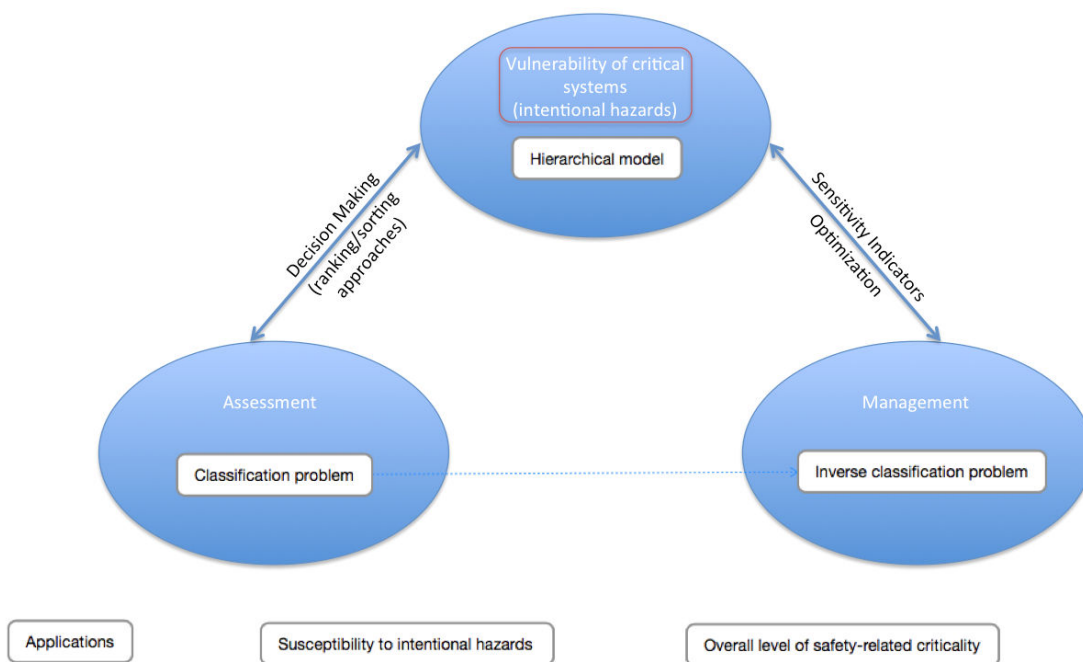 Vulnerability of critical
systems
(intentional hazards)
Hierarchical model
Decision Making
(ranking/sorting
approaches)
Sensitivity Indicators
Optimization
Assessment
Classification problem
Management
Inverse classification problem
Applications
Susceptibility to intentional hazards
Overall level of safety-related criticality